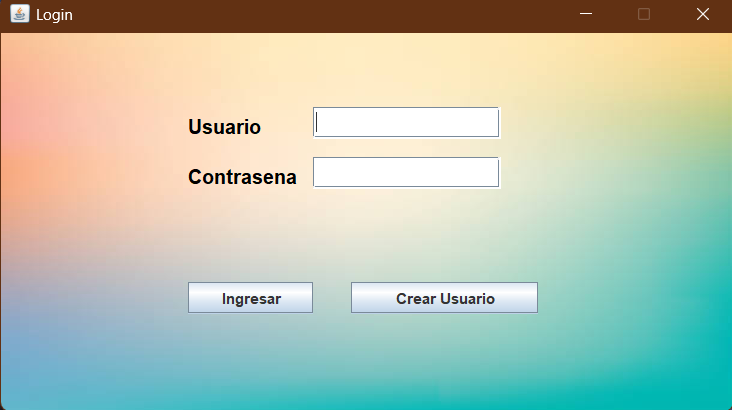 Login
Usuario
Contrasena
Ingresar
Crear Usuario